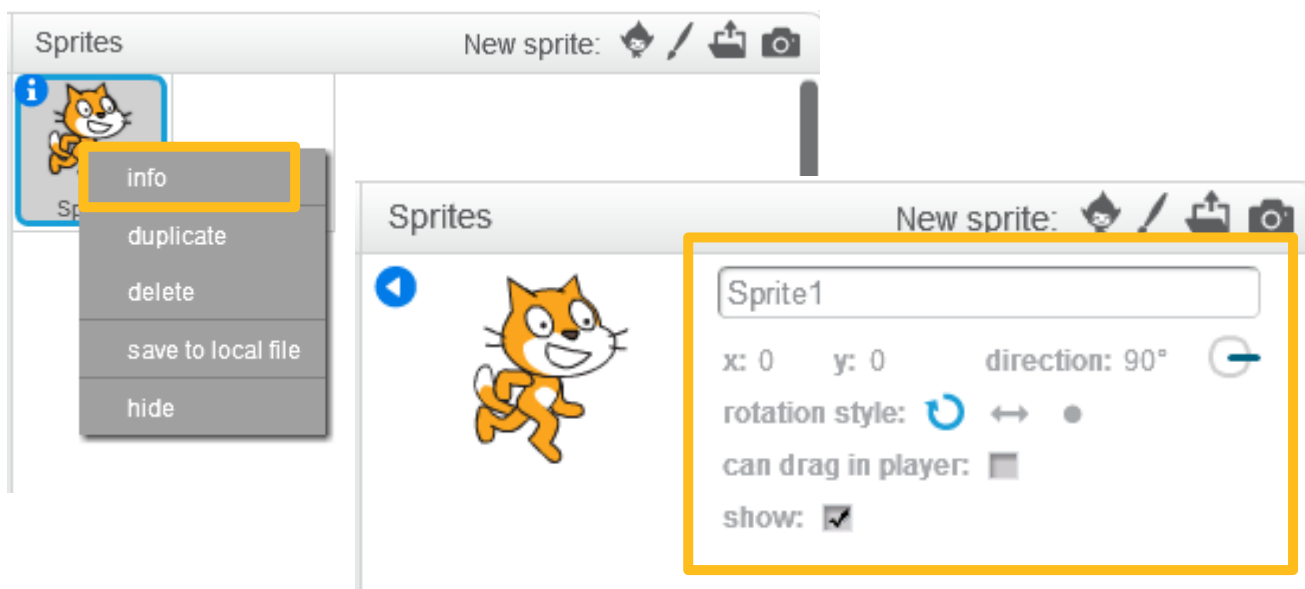 Sprites New sprite:
info
duplicate
delete
save to local file
hide
Sprites New sprite:
Sprite1
x: 0 y: 0 direction: 90°
rotation style:
can drag in player:
show: